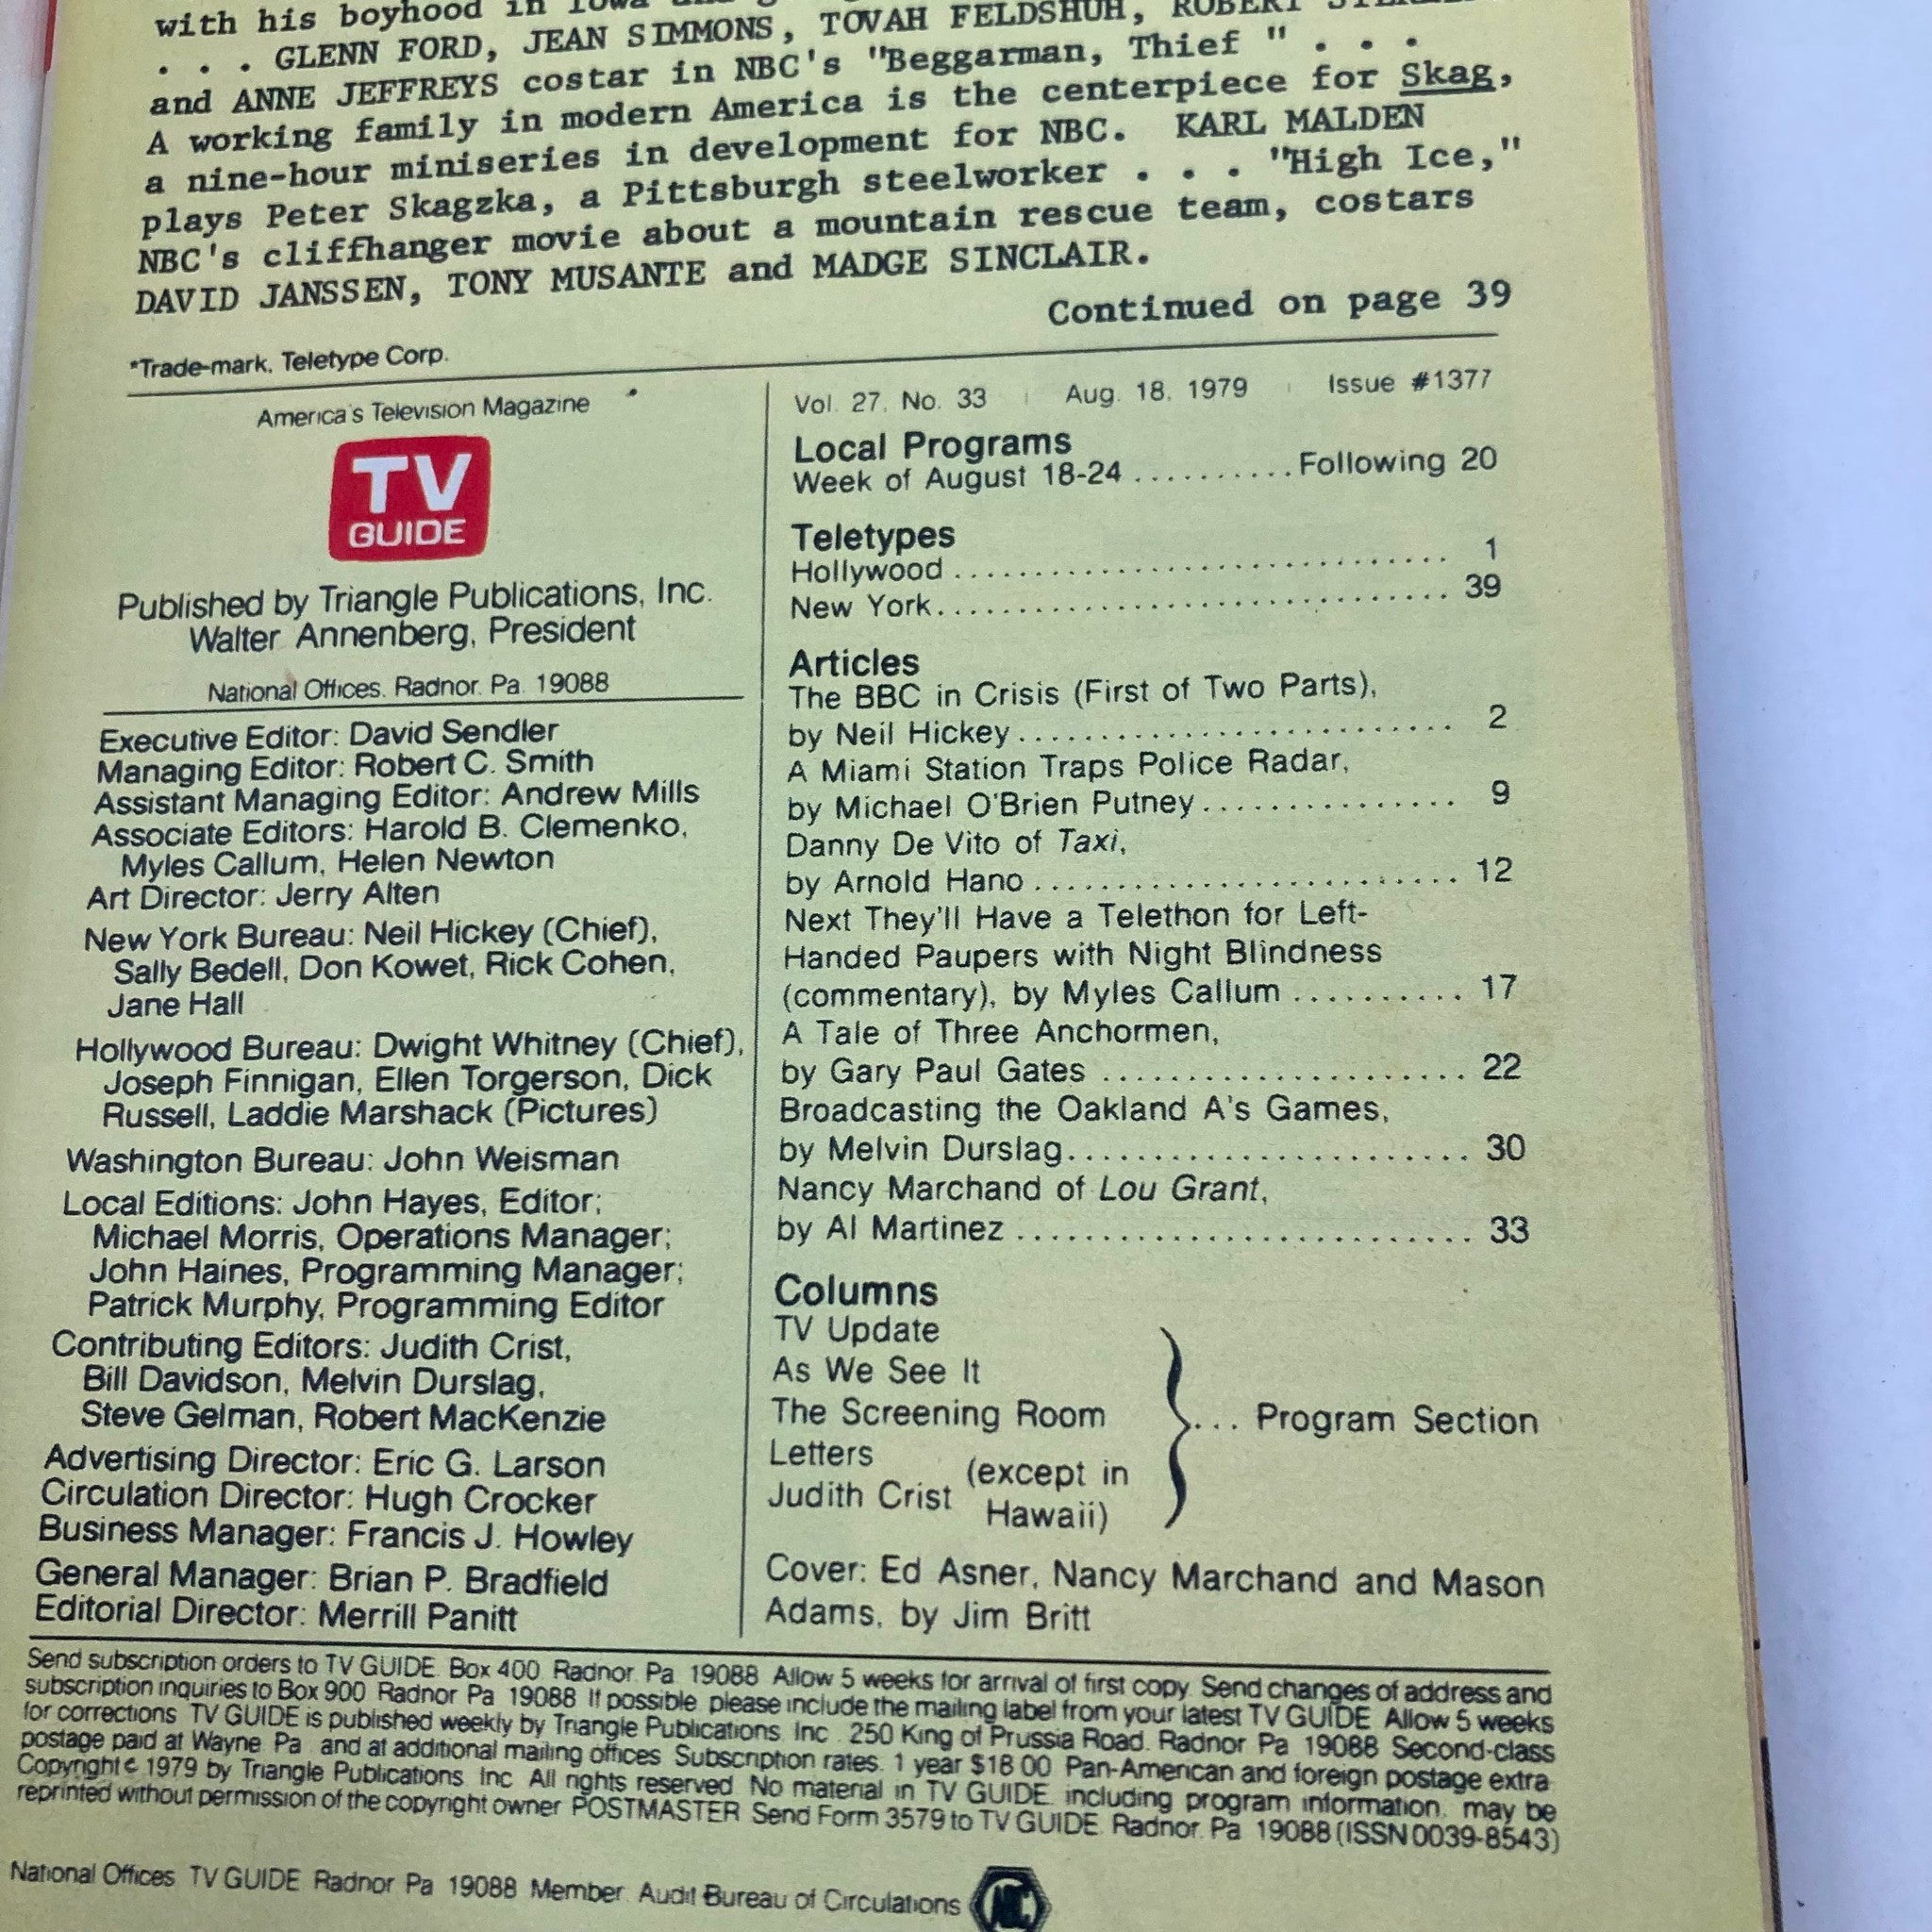 with his boyhood in Iowa
. . . GLENN FORD, JEAN SIMMONS, TOVAH FELDSHUH, ROBERT
and ANNE JEFFREYS costar in NBC's "Beggarman, Thief " . . .
A working family in modern America is the centerpiece for Skag,
a nine-hour miniseries in development for NBC. KARL MALDEN
plays Peter Skagzka, a Pittsburgh steelworker . . . "High Ice,"
NBC's cliffhanger movie about a mountain rescue team, costars
DAVID JANSSEN, TONY MUSANTE and MADGE SINCLAIR.
Continued on page 39
*Trade-mark, Teletype Corp.
America's Television Magazine
TV
GUIDE
Published by Triangle Publications, Inc.
Walter Annenberg, President
National Offices, Radnor, Pa. 19088
Executive Editor: David Sendler
Managing Editor: Robert C. Smith
Assistant Managing Editor: Andrew Mills
Associate Editors: Harold B. Clemenko,
Myles Callum, Helen Newton
Art Director: Jerry Alten
New York Bureau: Neil Hickey (Chief),
Sally Bedell, Don Kowet, Rick Cohen,
Jane Hall
Hollywood Bureau: Dwight Whitney (Chief),
Joseph Finnigan, Ellen Torgerson, Dick
Russell, Laddie Marshack (Pictures)
Washington Bureau: John Weisman
Local Editions: John Hayes, Editor;
Michael Morris, Operations Manager;
John Haines, Programming Manager;
Patrick Murphy, Programming Editor
Contributing Editors: Judith Crist,
Bill Davidson, Melvin Durslag,
Steve Gelman, Robert MacKenzie
Advertising Director: Eric G. Larson
Circulation Director: Hugh Crocker
Business Manager: Francis J. Howley
General Manager: Brian P. Bradfield
Editorial Director: Merrill Panitt
Vol. 27, No. 33 | Aug. 18, 1979 | Issue #1377
Local Programs
Week of August 18-24 .......... Following 20
Teletypes
Hollywood .............................. 1
New York .............................. 39
Articles
The BBC in Crisis (First of Two Parts),
by Neil Hickey .......................... 2
A Miami Station Traps Police Radar,
by Michael O'Brien Putney ............... 9
Danny De Vito of Taxi,
by Arnold Hano ......................... 12
Next They'll Have a Telethon for Left-
Handed Paupers with Night Blindness
(commentary), by Myles Callum .......... 17
A Tale of Three Anchormen,
by Gary Paul Gates ..................... 22
Broadcasting the Oakland A's Games,
by Melvin Durslag ....................... 30
Nancy Marchand of Lou Grant,
by Al Martinez .......................... 33
Columns
TV Update
As We See It
The Screening Room ... Program Section
Letters
Judith Crist (except in
Hawaii)
Cover: Ed Asner, Nancy Marchand and Mason
Adams, by Jim Britt
Send subscription orders to TV GUIDE, Box 400, Radnor, Pa. 19088. Allow 5 weeks for arrival of first copy. Send changes of address and
subscription inquiries to Box 900, Radnor, Pa. 19088. If possible, please include the mailing label from your latest TV GUIDE. Allow 5 weeks
for corrections. TV GUIDE is published weekly by Triangle Publications, Inc., 250 King of Prussia Road, Radnor, Pa. 19088. Second-class
postage paid at Wayne, Pa., and at additional mailing offices. Subscription rates: 1 year $18.00. Pan-American and foreign postage extra.
Copyright © 1979 by Triangle Publications, Inc. All rights reserved. No material in TV GUIDE, including program information, may be
reprinted without permission of the copyright owner. POSTMASTER: Send Form 3579 to TV GUIDE, Radnor, Pa. 19088 (ISSN 0039-8543)
National Offices, TV GUIDE, Radnor, Pa. 19088 Member, Audit Bureau of Circulations
ABC